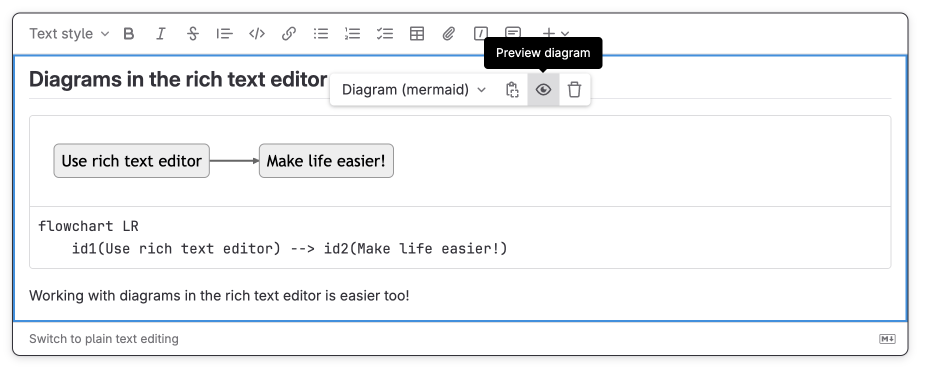 Text style
Preview diagram
Diagrams in the rich text editor
Diagram (mermaid)
Use rich text editor
Make life easier!
flowchart LR
    id1(Use rich text editor) --> id2(Make life easier!)
Working with diagrams in the rich text editor is easier too!
Switch to plain text editing
M↓